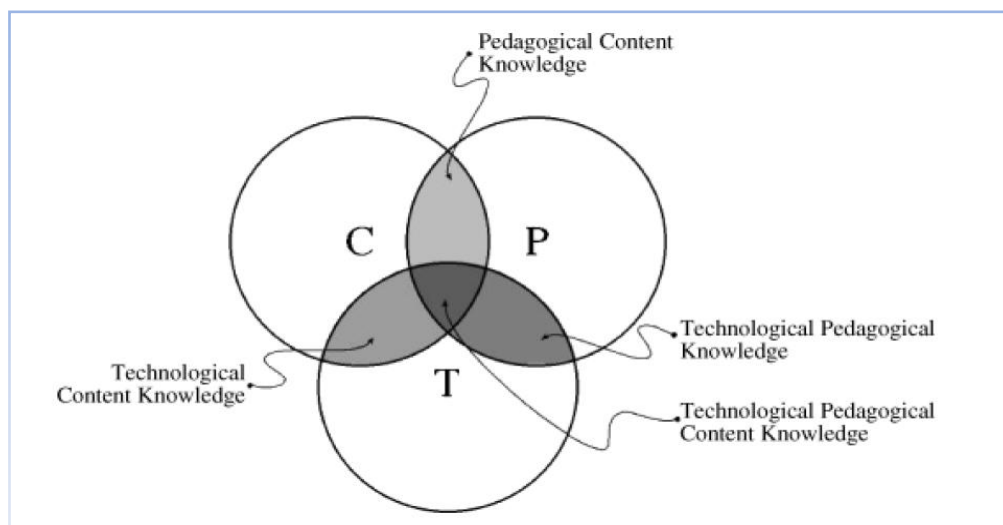 Pedagogical Content
Knowledge
C
P
Technological Pedagogical
Knowledge
Technological
Content Knowledge
T
Technological Pedagogical
Content Knowledge